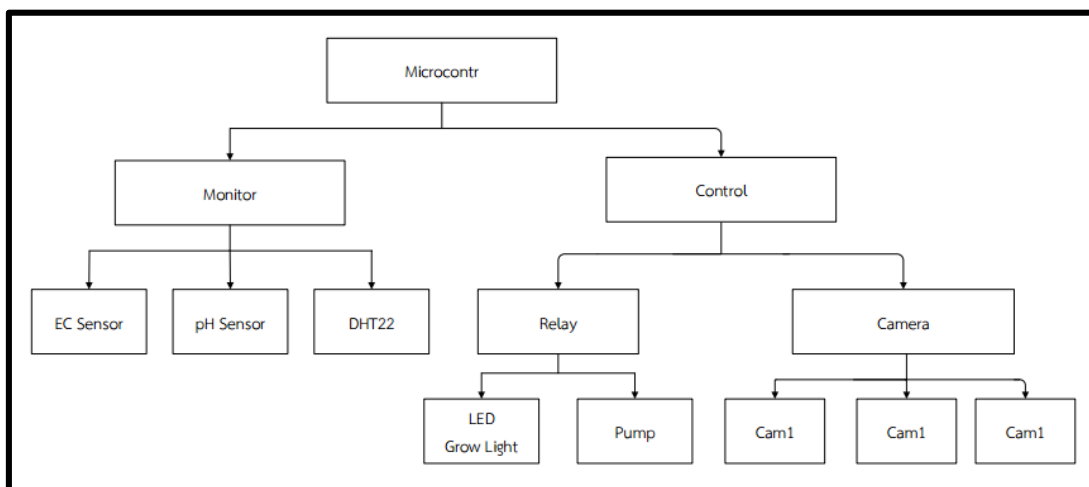 Microcontr
Monitor
Control
EC Sensor
pH Sensor
DHT22
Relay
Camera
LED
Grow Light
Pump
Cam1
Cam1
Cam1